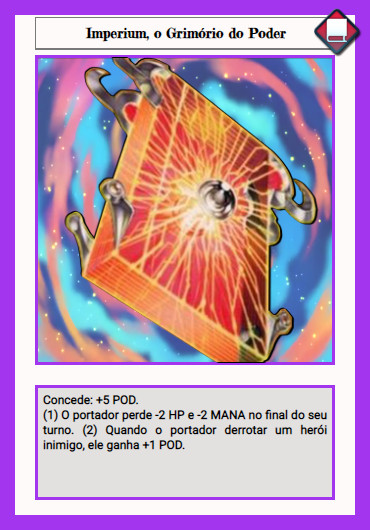 Imperium, o Grimório do Poder
Concede: +5 POD.
(1) O portador perde -2 HP e -2 MANA no final do seu
turno. (2) Quando o portador derrotar um herói
inimigo, ele ganha +1 POD.